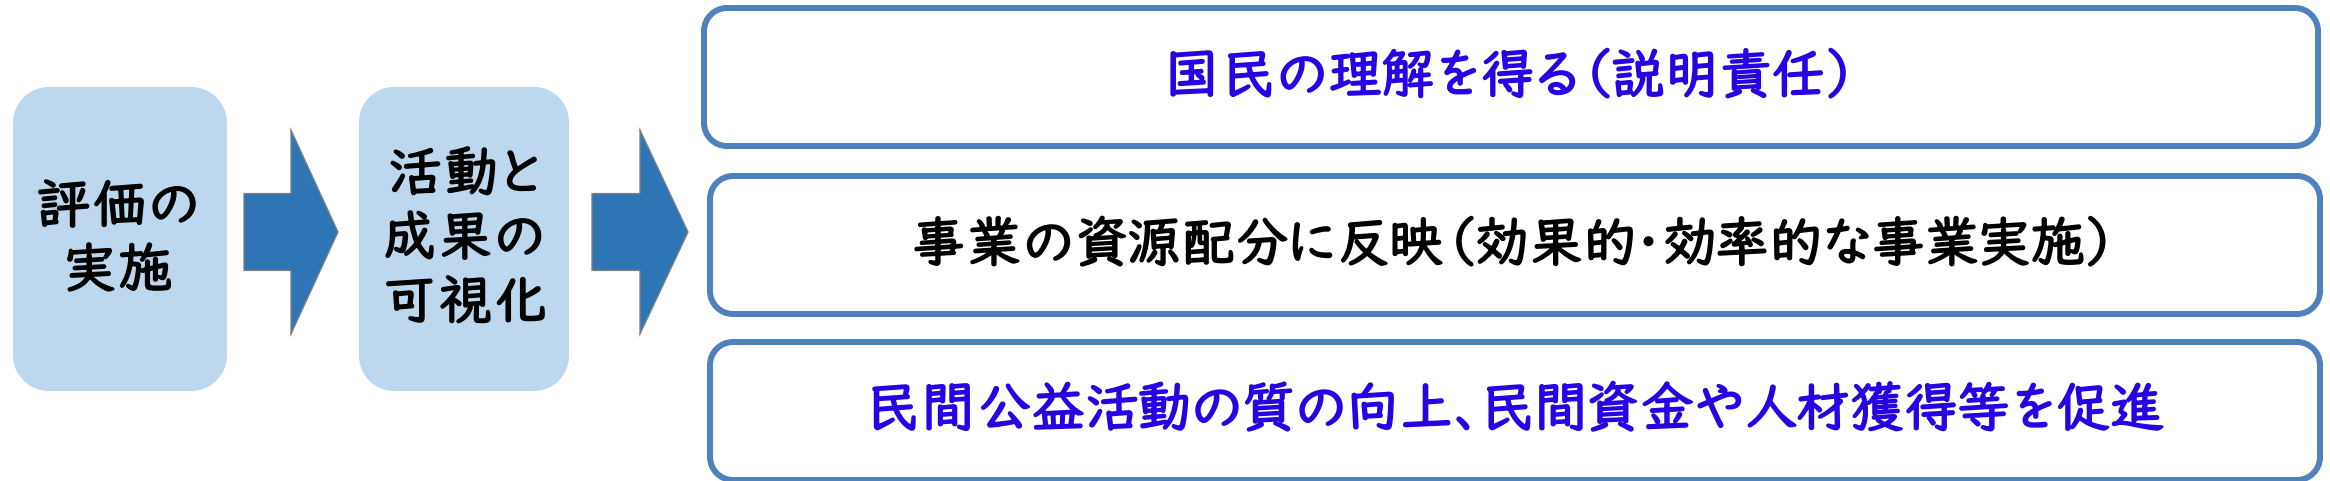 評価の
実施
活動と
成果の
可視化
国民の理解を得る(説明責任)
事業の資源配分に反映(効果的・効率的な事業実施)
民間公益活動の質の向上、民間資金や人材獲得等を促進